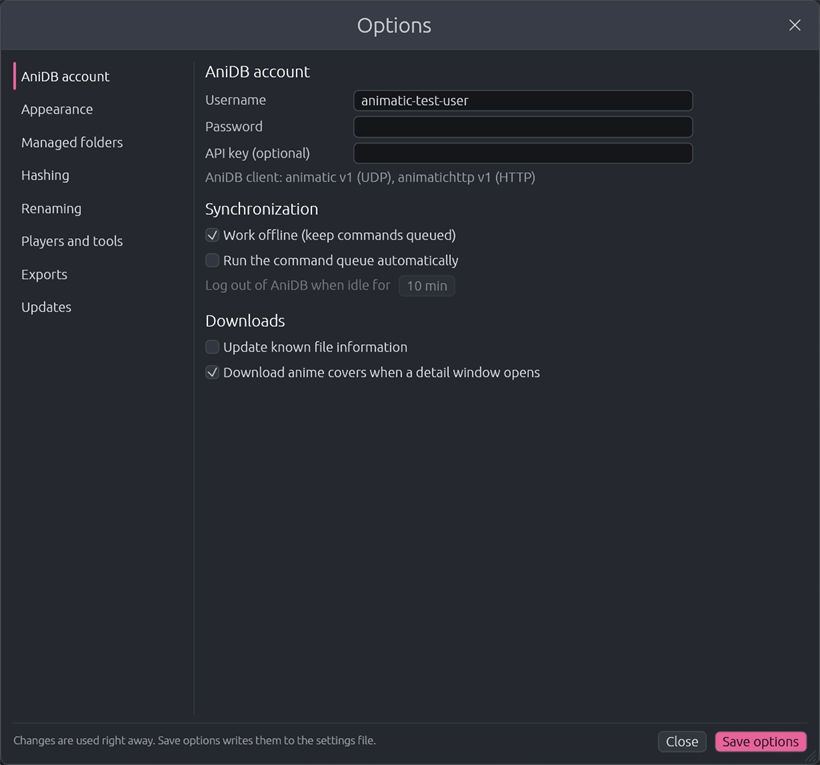 Options
AniDB account
Appearance
Managed folders
Hashing
Renaming
Players and tools
Exports
Updates
AniDB account
Username animatic-test-user
Password
API key (optional)
AniDB client: animatic v1 (UDP), animatichttp v1 (HTTP)
Synchronization
Work offline (keep commands queued)
Run the command queue automatically
Log out of AniDB when idle for 10 min
Downloads
Update known file information
Download anime covers when a detail window opens
Changes are used right away. Save options writes them to the settings file.
Close Save options